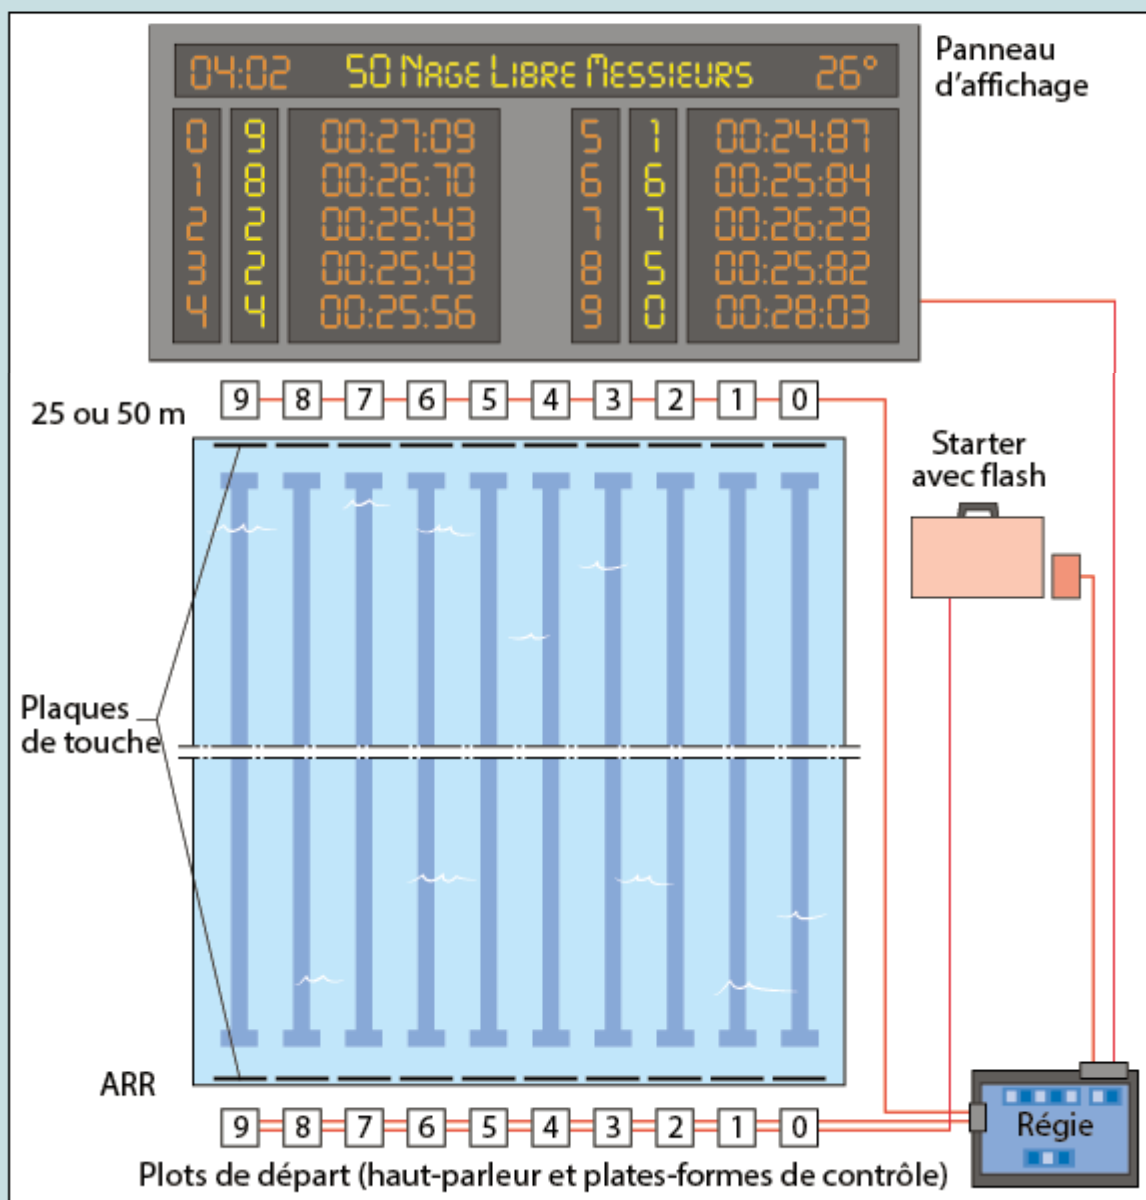 04:02 50 NAGE LIBRE MESSIEURS 26°
Panneau
d'affichage
0 9 00:27:09 5 1 00:24:87
1 8 00:26:70 6 6 00:25:84
2 2 00:25:43 7 7 00:26:29
3 2 00:25:43 8 5 00:25:82
4 4 00:25:56 9 0 00:28:03
25 ou 50 m
9 8 7 6 5 4 3 2 1 0
Starter
avec flash
Plaques
de touche
ARR
9 8 7 6 5 4 3 2 1 0
Régie
Plots de départ (haut-parleur et plates-formes de contrôle)